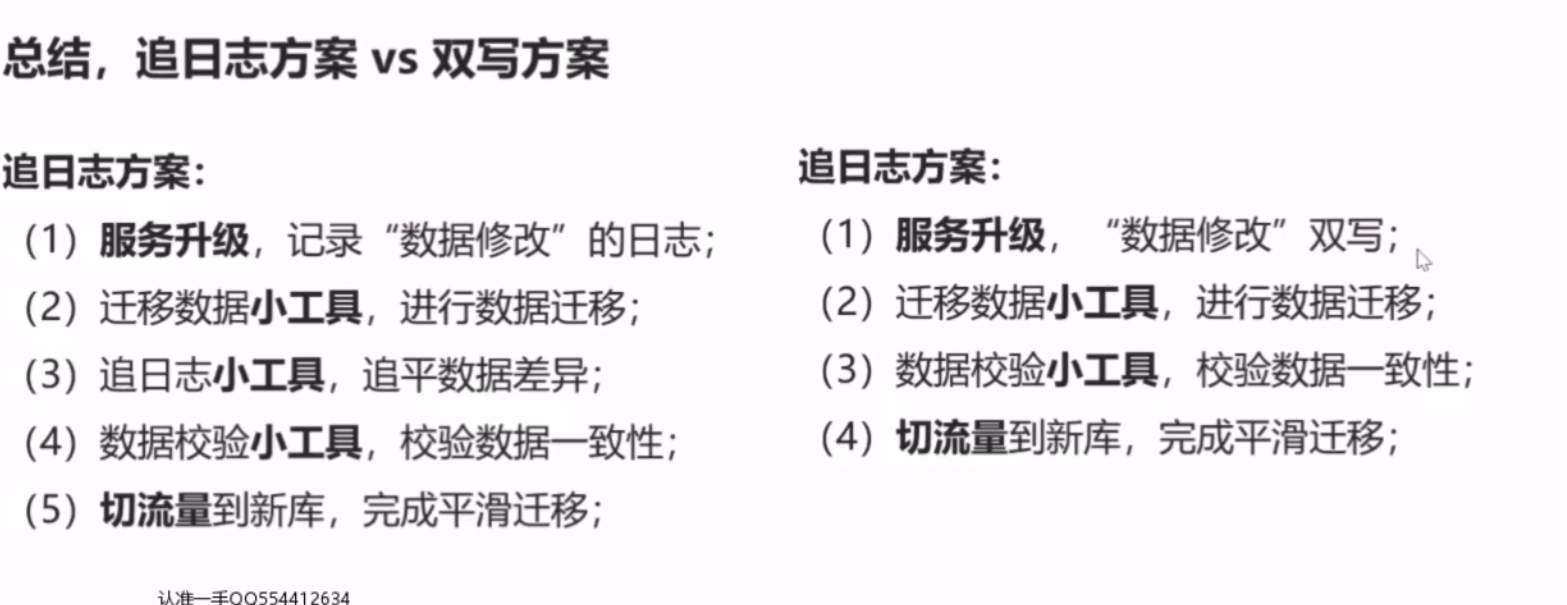 总结，追日志方案 vs 双写方案
追日志方案：
（1）服务升级，记录“数据修改”的日志；
（2）迁移数据小工具，进行数据迁移；
（3）追日志小工具，追平数据差异；
（4）数据校验小工具，校验数据一致性；
（5）切流量到新库，完成平滑迁移；
追日志方案：
（1）服务升级， “数据修改”双写；
（2）迁移数据小工具，进行数据迁移；
（3）数据校验小工具，校验数据一致性；
（4）切流量到新库，完成平滑迁移；
认准一手QQ554412634